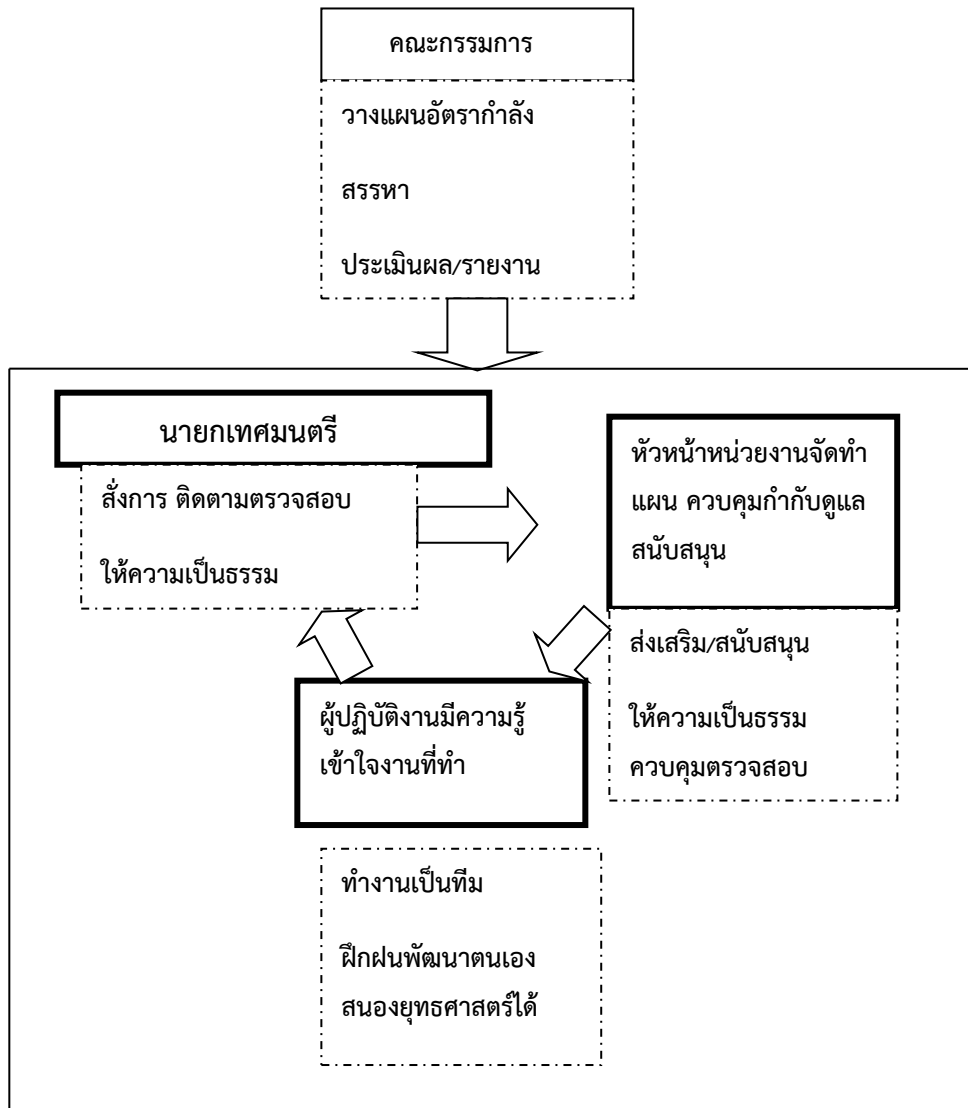 คณะกรรมการ
วางแผนอัตรากำลัง
สรรหา
ประเมินผล/รายงาน
นายกเทศมนตรี
สั่งการ ติดตามตรวจสอบ
ให้ความเป็นธรรม
หัวหน้าหน่วยงานจัดทำ
แผน ควบคุมกำกับดูแล
สนับสนุน
ส่งเสริม/สนับสนุน
ให้ความเป็นธรรม
ควบคุมตรวจสอบ
ผู้ปฏิบัติงานมีความรู้
เข้าใจงานที่ทำ
ทำงานเป็นทีม
ฝึกฝนพัฒนาตนเอง
สนองยุทธศาสตร์ได้